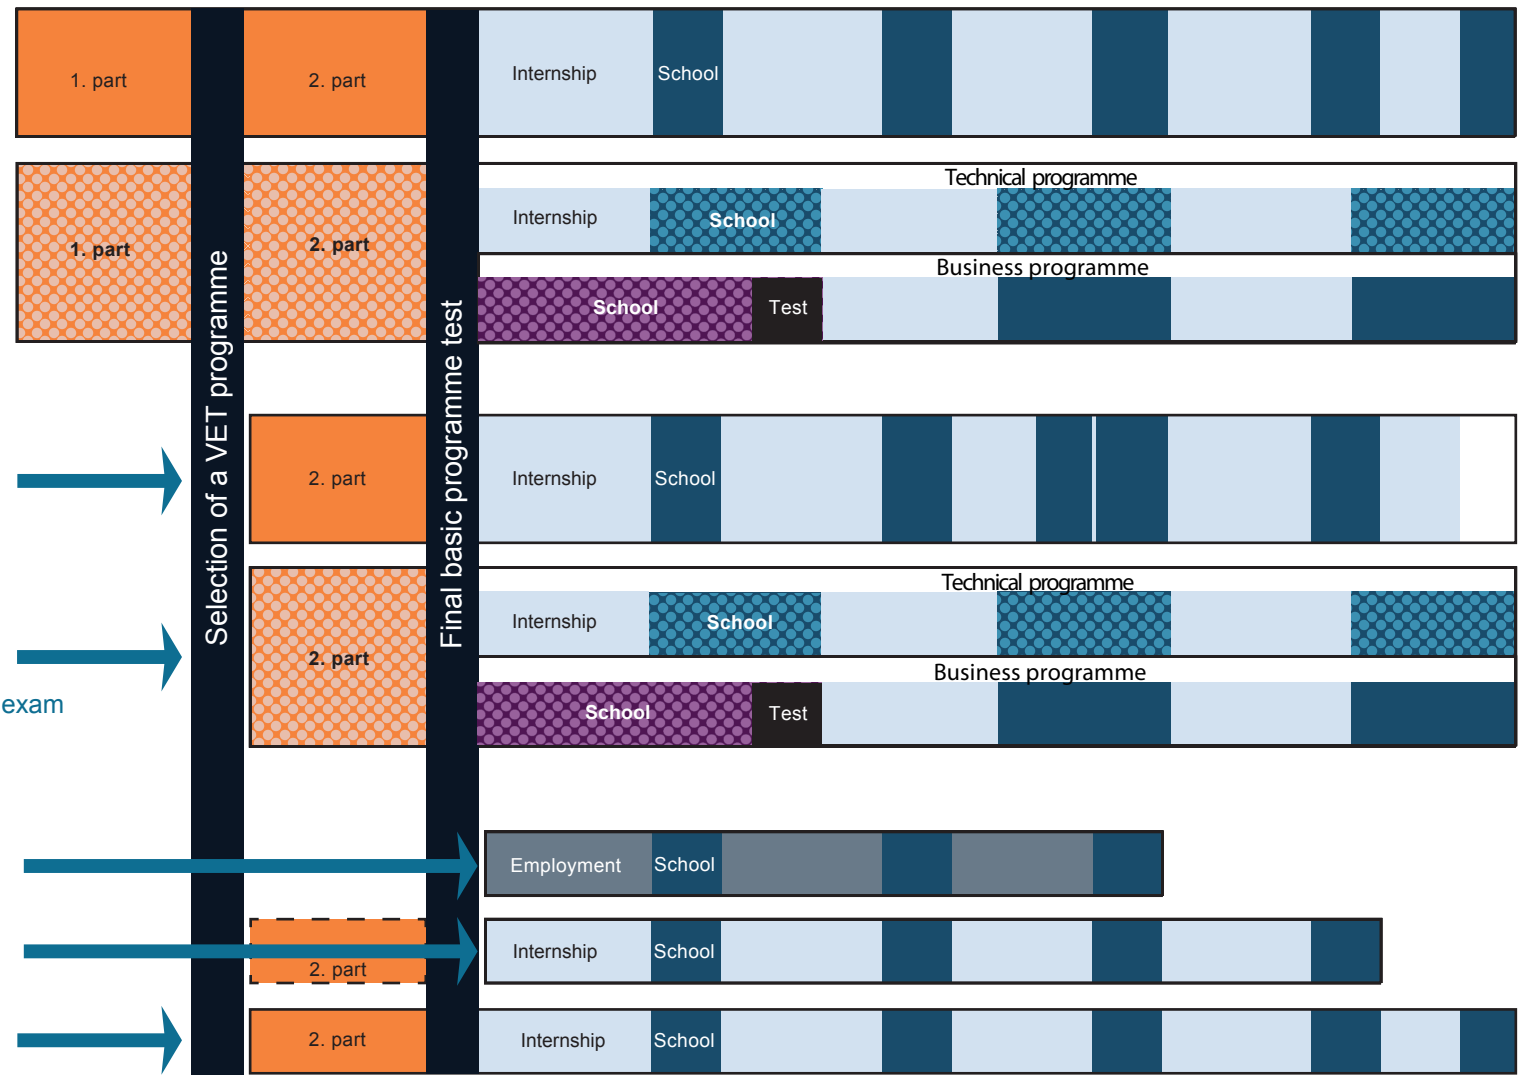 1. part
2. part
Internship
School
Technical programme
1. part
2. part
Internship
School
Business programme
School
Test
Selection of a VET programme
Final basic programme test
2. part
Internship
School
Technical programme
2. part
Internship
School
Business programme
exam
School
Test
Employment
School
2. part
Internship
School
2. part
Internship
School